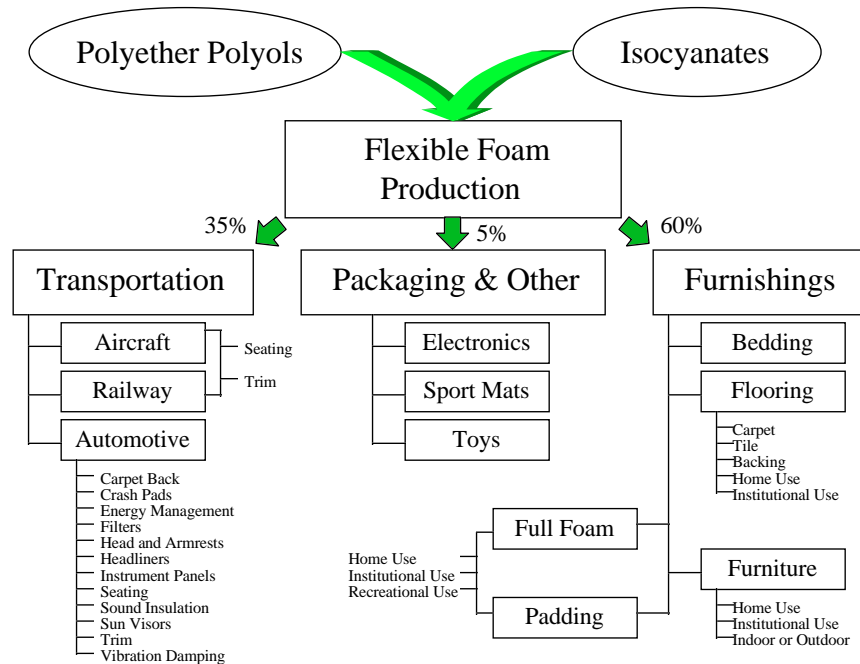 Polyether Polyols
Isocyanates
Flexible Foam
Production
35%
5%
60%
Transportation
Packaging & Other
Furnishings
Aircraft
Railway
Seating
Trim
Automotive
Carpet Back
Crash Pads
Energy Management
Filters
Head and Armrests
Headliners
Instrument Panels
Seating
Sound Insulation
Sun Visors
Trim
Vibration Damping
Electronics
Sport Mats
Toys
Bedding
Flooring
Carpet
Tile
Backing
Home Use
Institutional Use
Full Foam
Home Use
Institutional Use
Recreational Use
Padding
Furniture
Home Use
Institutional Use
Indoor or Outdoor